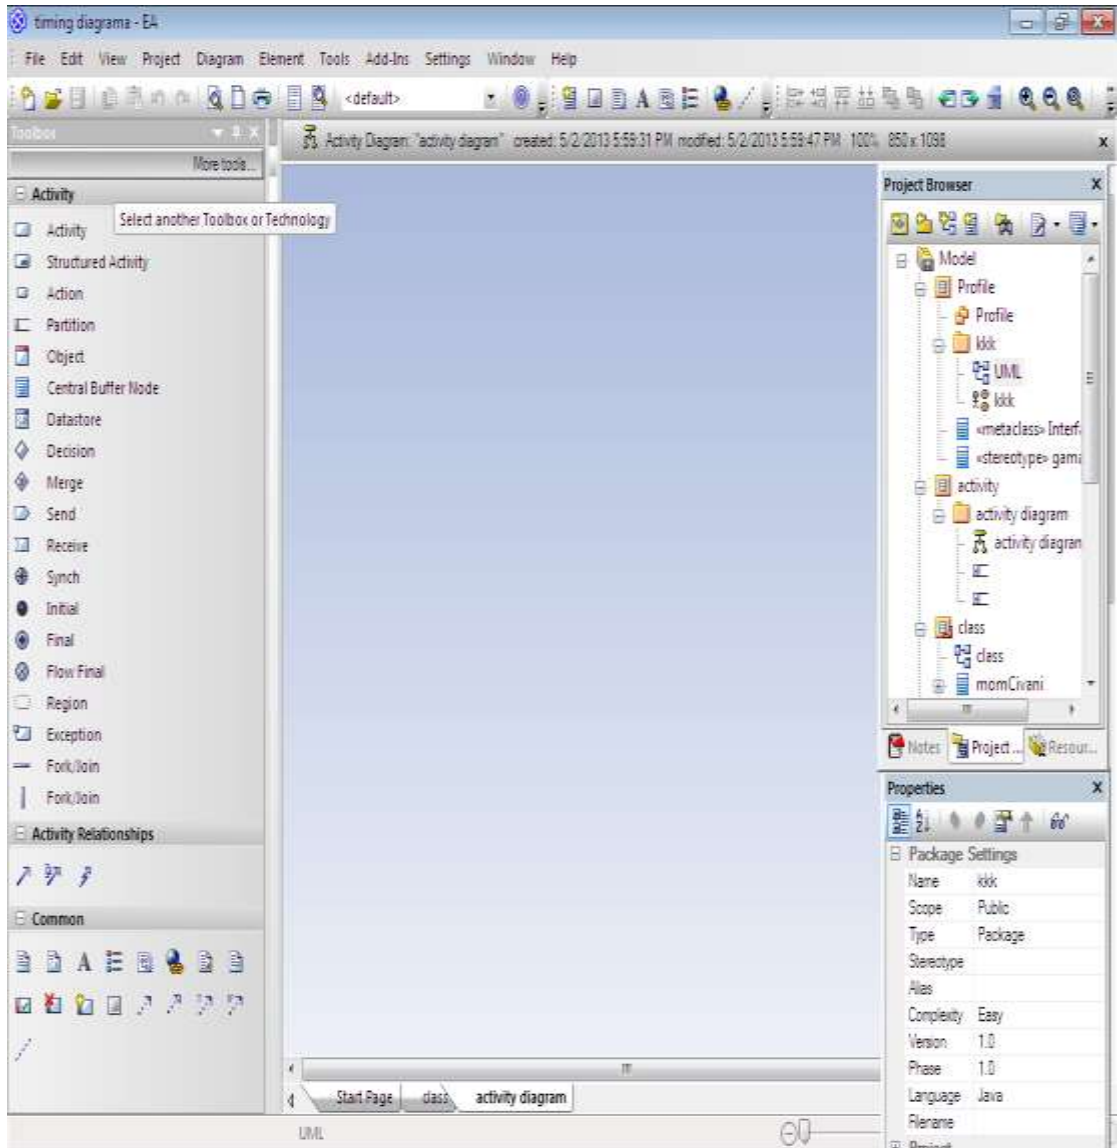 timing diagrama - EA
File Edit View Project Diagram Element Tools Add-Ins Settings Window Help
<default>
Toolbox
More tools...
Activity Diagram: "activity diagram" created: 5/2/2013 5:59:31 PM modified: 5/2/2013 5:59:47 PM 100% 850 x 1098
Activity
Select another Toolbox or Technology
Activity
Structured Activity
Action
Partition
Object
Central Buffer Node
Datastore
Decision
Merge
Send
Receive
Synch
Initial
Final
Flow Final
Region
Exception
Fork/Join
Fork/Join
Activity Relationships
Common
Start Page class activity diagram
UML
Project Browser
Model
Profile
Profile
kkk
UML
kkk
«metaclass» Interf
«stereotype» gama
activity
activity diagram
activity diagram
class
class
momCivani
Notes Project ... Resour...
Properties
Package Settings
Name kkk
Scope Public
Type Package
Stereotype
Alias
Complexity Easy
Version 1.0
Phase 1.0
Language Java
Filename
Project